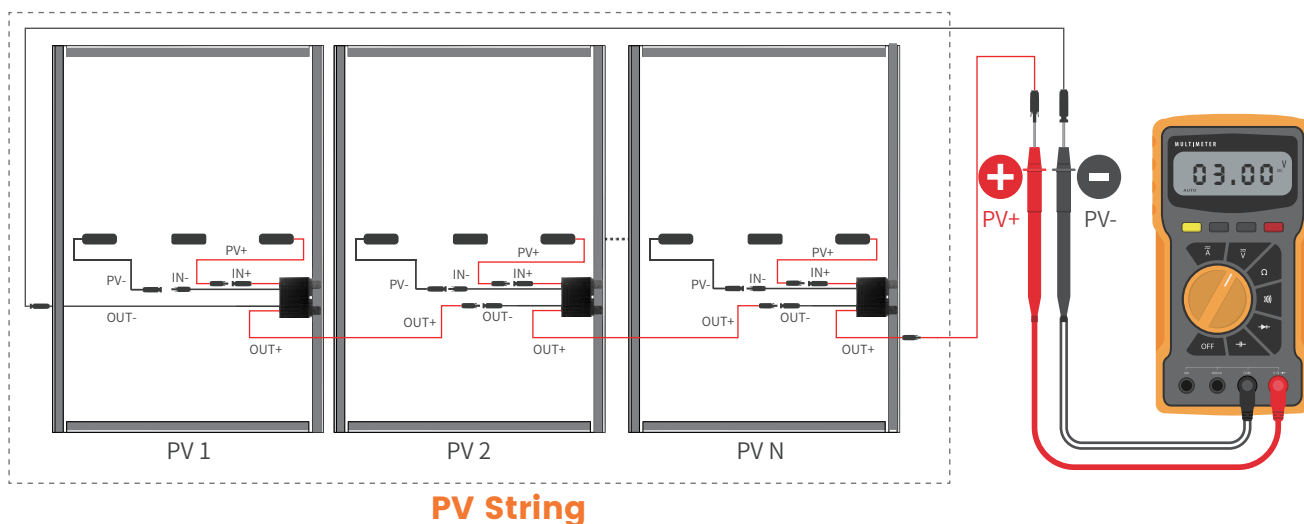 MULTIMETER
03.00 V
AUTO
PV+
PV-
A
V
Ω
OFF
PV+
PV- IN- IN+
OUT-
OUT+
PV+
PV- IN- IN+
OUT+ OUT-
OUT+
PV+
PV- IN- IN+
OUT+ OUT-
OUT+
PV 1
PV 2
PV N
PV String